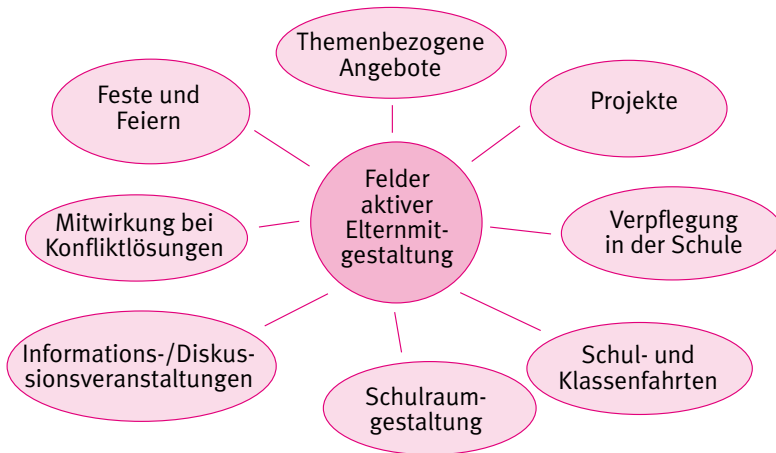 Themenbezogene
Angebote
Feste und
Feiern
Projekte
Felder
aktiver
Elternmit-
gestaltung
Mitwirkung bei
Konfliktlösungen
Verpflegung
in der Schule
Informations-/Diskus-
sionsveranstaltungen
Schul- und
Klassenfahrten
Schulraum-
gestaltung